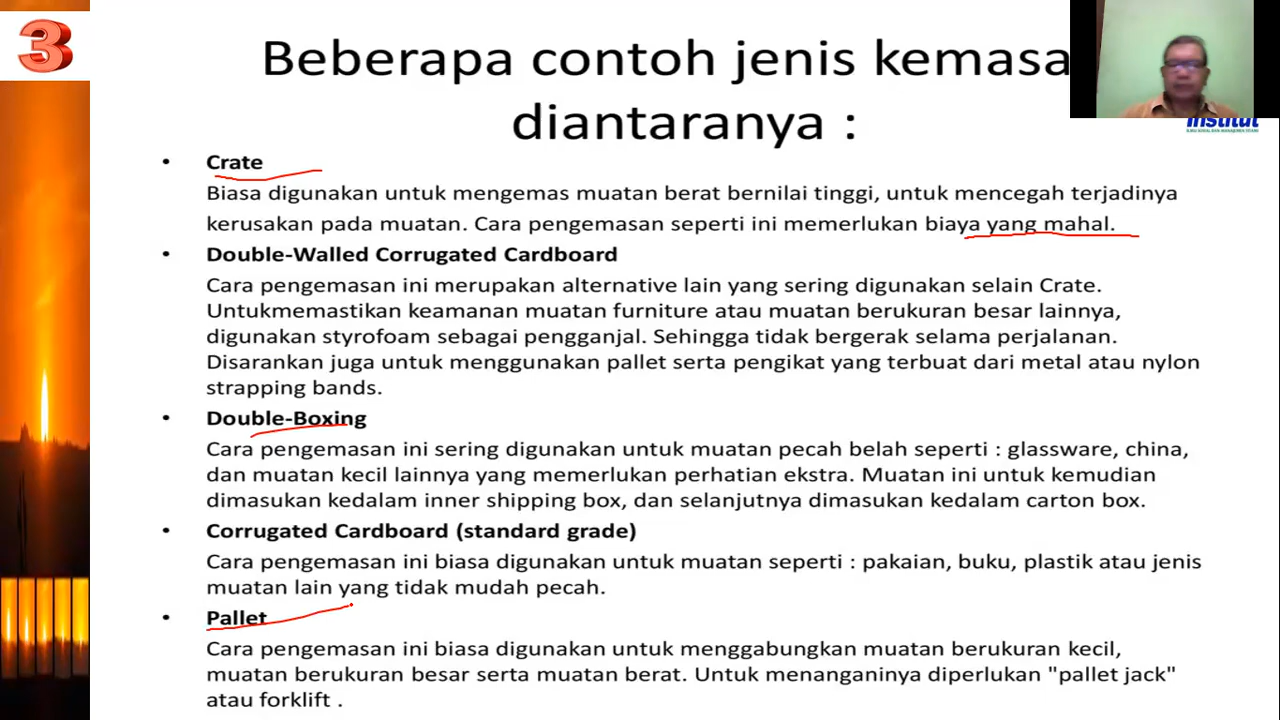 3
Beberapa contoh jenis kemasa
diantaranya :
institut
• Crate
Biasa digunakan untuk mengemas muatan berat bernilai tinggi, untuk mencegah terjadinya
kerusakan pada muatan. Cara pengemasan seperti ini memerlukan biaya yang mahal.
• Double-Walled Corrugated Cardboard
Cara pengemasan ini merupakan alternative lain yang sering digunakan selain Crate.
Untukmemastikan keamanan muatan furniture atau muatan berukuran besar lainnya,
digunakan styrofoam sebagai pengganjal. Sehingga tidak bergerak selama perjalanan.
Disarankan juga untuk menggunakan pallet serta pengikat yang terbuat dari metal atau nylon
strapping bands.
• Double-Boxing
Cara pengemasan ini sering digunakan untuk muatan pecah belah seperti : glassware, china,
dan muatan kecil lainnya yang memerlukan perhatian ekstra. Muatan ini untuk kemudian
dimasukan kedalam inner shipping box, dan selanjutnya dimasukan kedalam carton box.
• Corrugated Cardboard (standard grade)
Cara pengemasan ini biasa digunakan untuk muatan seperti : pakaian, buku, plastik atau jenis
muatan lain yang tidak mudah pecah.
• Pallet
Cara pengemasan ini biasa digunakan untuk menggabungkan muatan berukuran kecil,
muatan berukuran besar serta muatan berat. Untuk menanganinya diperlukan "pallet jack"
atau forklift .